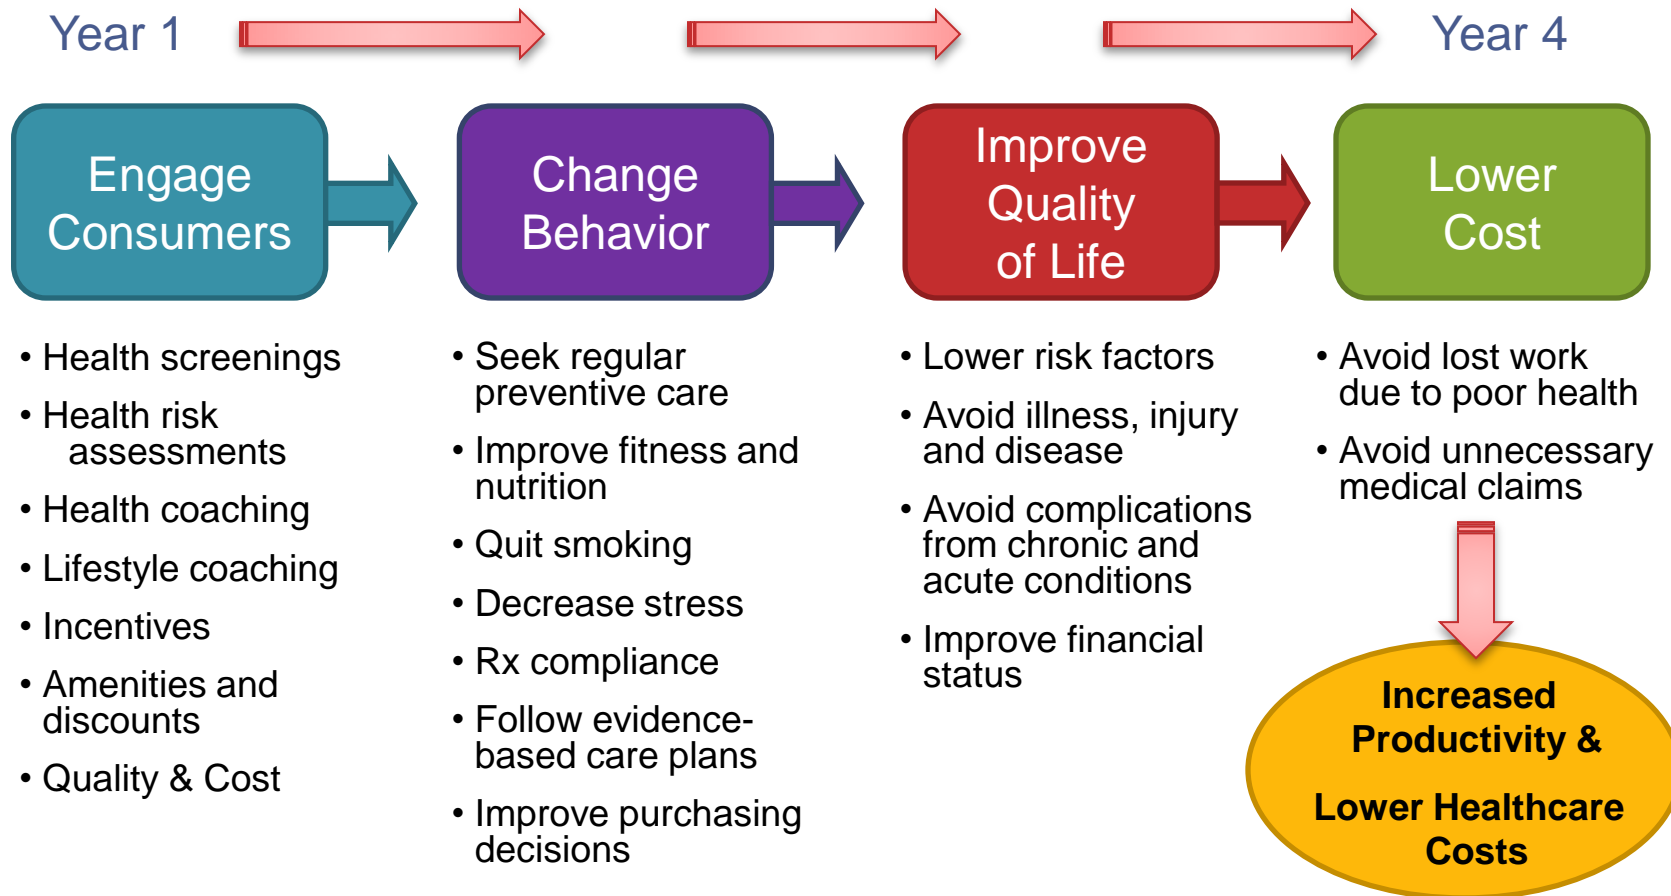 Year 1
Year 4
Engage
Consumers
Change
Behavior
Improve
Quality
of Life
Lower
Cost
• Health screenings
• Health risk
assessments
• Health coaching
• Lifestyle coaching
• Incentives
• Amenities and
discounts
• Quality & Cost
• Seek regular
preventive care
• Improve fitness and
nutrition
• Quit smoking
• Decrease stress
• Rx compliance
• Follow evidence-
based care plans
• Improve purchasing
decisions
• Lower risk factors
• Avoid illness, injury
and disease
• Avoid complications
from chronic and
acute conditions
• Improve financial
status
• Avoid lost work
due to poor health
• Avoid unnecessary
medical claims
Increased
Productivity &
Lower Healthcare
Costs